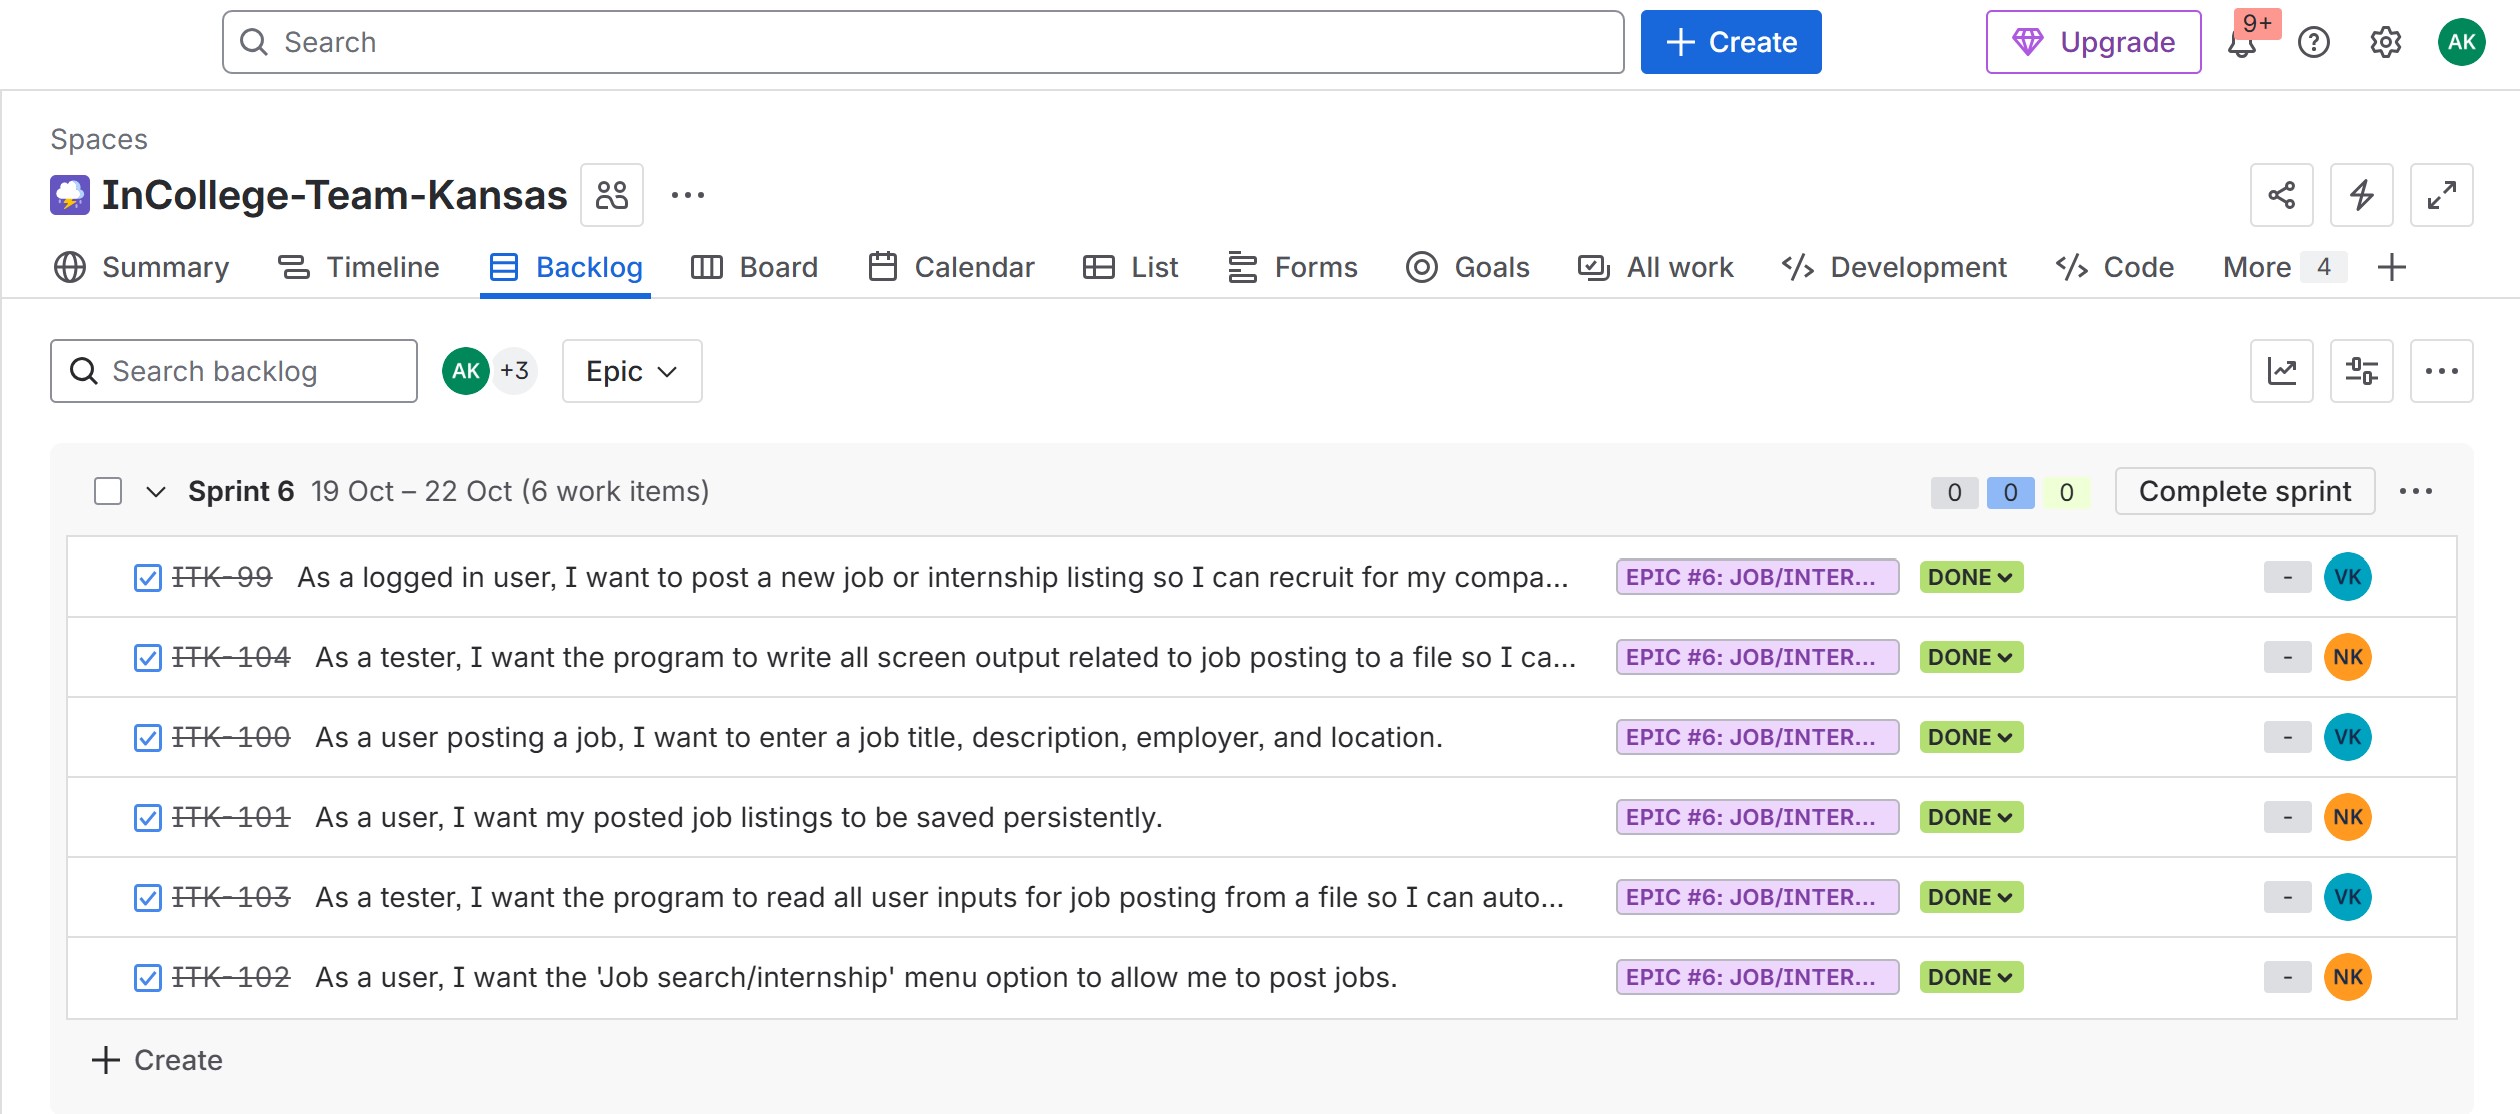 Search
Create
Upgrade
9+
AK
Spaces
InCollege-Team-Kansas
Summary
Timeline
Backlog
Board
Calendar
List
Forms
Goals
All work
Development
Code
More 4
Search backlog
AK
+3
Epic
Sprint 6 19 Oct – 22 Oct (6 work items)
0 0 0
Complete sprint
ITK-99 As a logged in user, I want to post a new job or internship listing so I can recruit for my compa... EPIC #6: JOB/INTER... DONE - VK
ITK-104 As a tester, I want the program to write all screen output related to job posting to a file so I ca... EPIC #6: JOB/INTER... DONE - NK
ITK-100 As a user posting a job, I want to enter a job title, description, employer, and location. EPIC #6: JOB/INTER... DONE - VK
ITK-101 As a user, I want my posted job listings to be saved persistently. EPIC #6: JOB/INTER... DONE - NK
ITK-103 As a tester, I want the program to read all user inputs for job posting from a file so I can auto... EPIC #6: JOB/INTER... DONE - VK
ITK-102 As a user, I want the 'Job search/internship' menu option to allow me to post jobs. EPIC #6: JOB/INTER... DONE - NK
Create